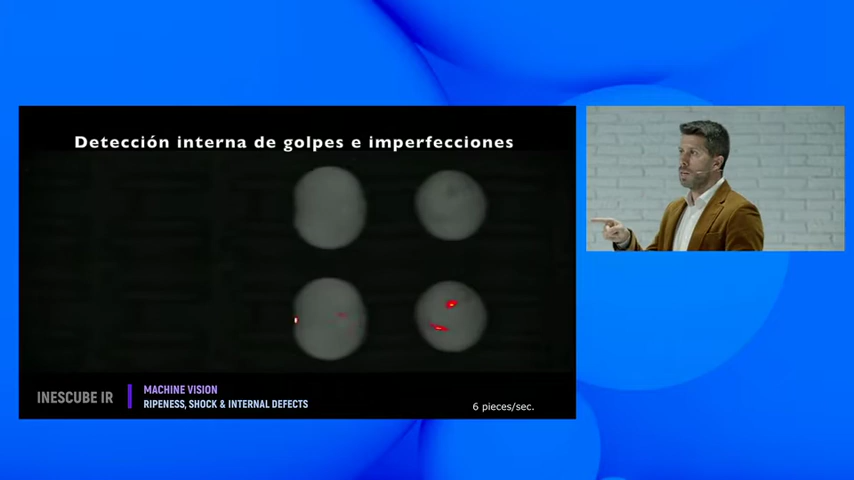 Detección interna de golpes e imperfecciones
INESCUBE IR
MACHINE VISION
RIPENESS, SHOCK & INTERNAL DEFECTS
6 pieces/sec.